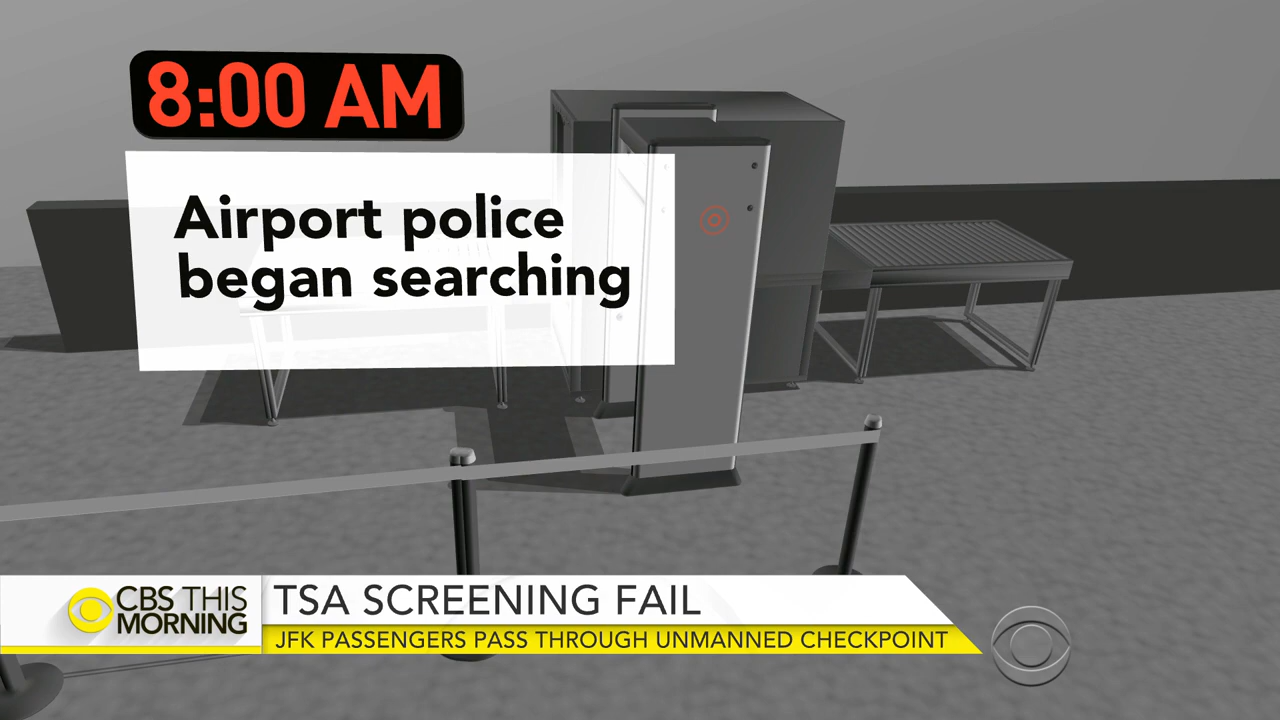 8:00 AM
Airport police
began searching
CBS THIS
MORNING
TSA SCREENING FAIL
JFK PASSENGERS PASS THROUGH UNMANNED CHECKPOINT